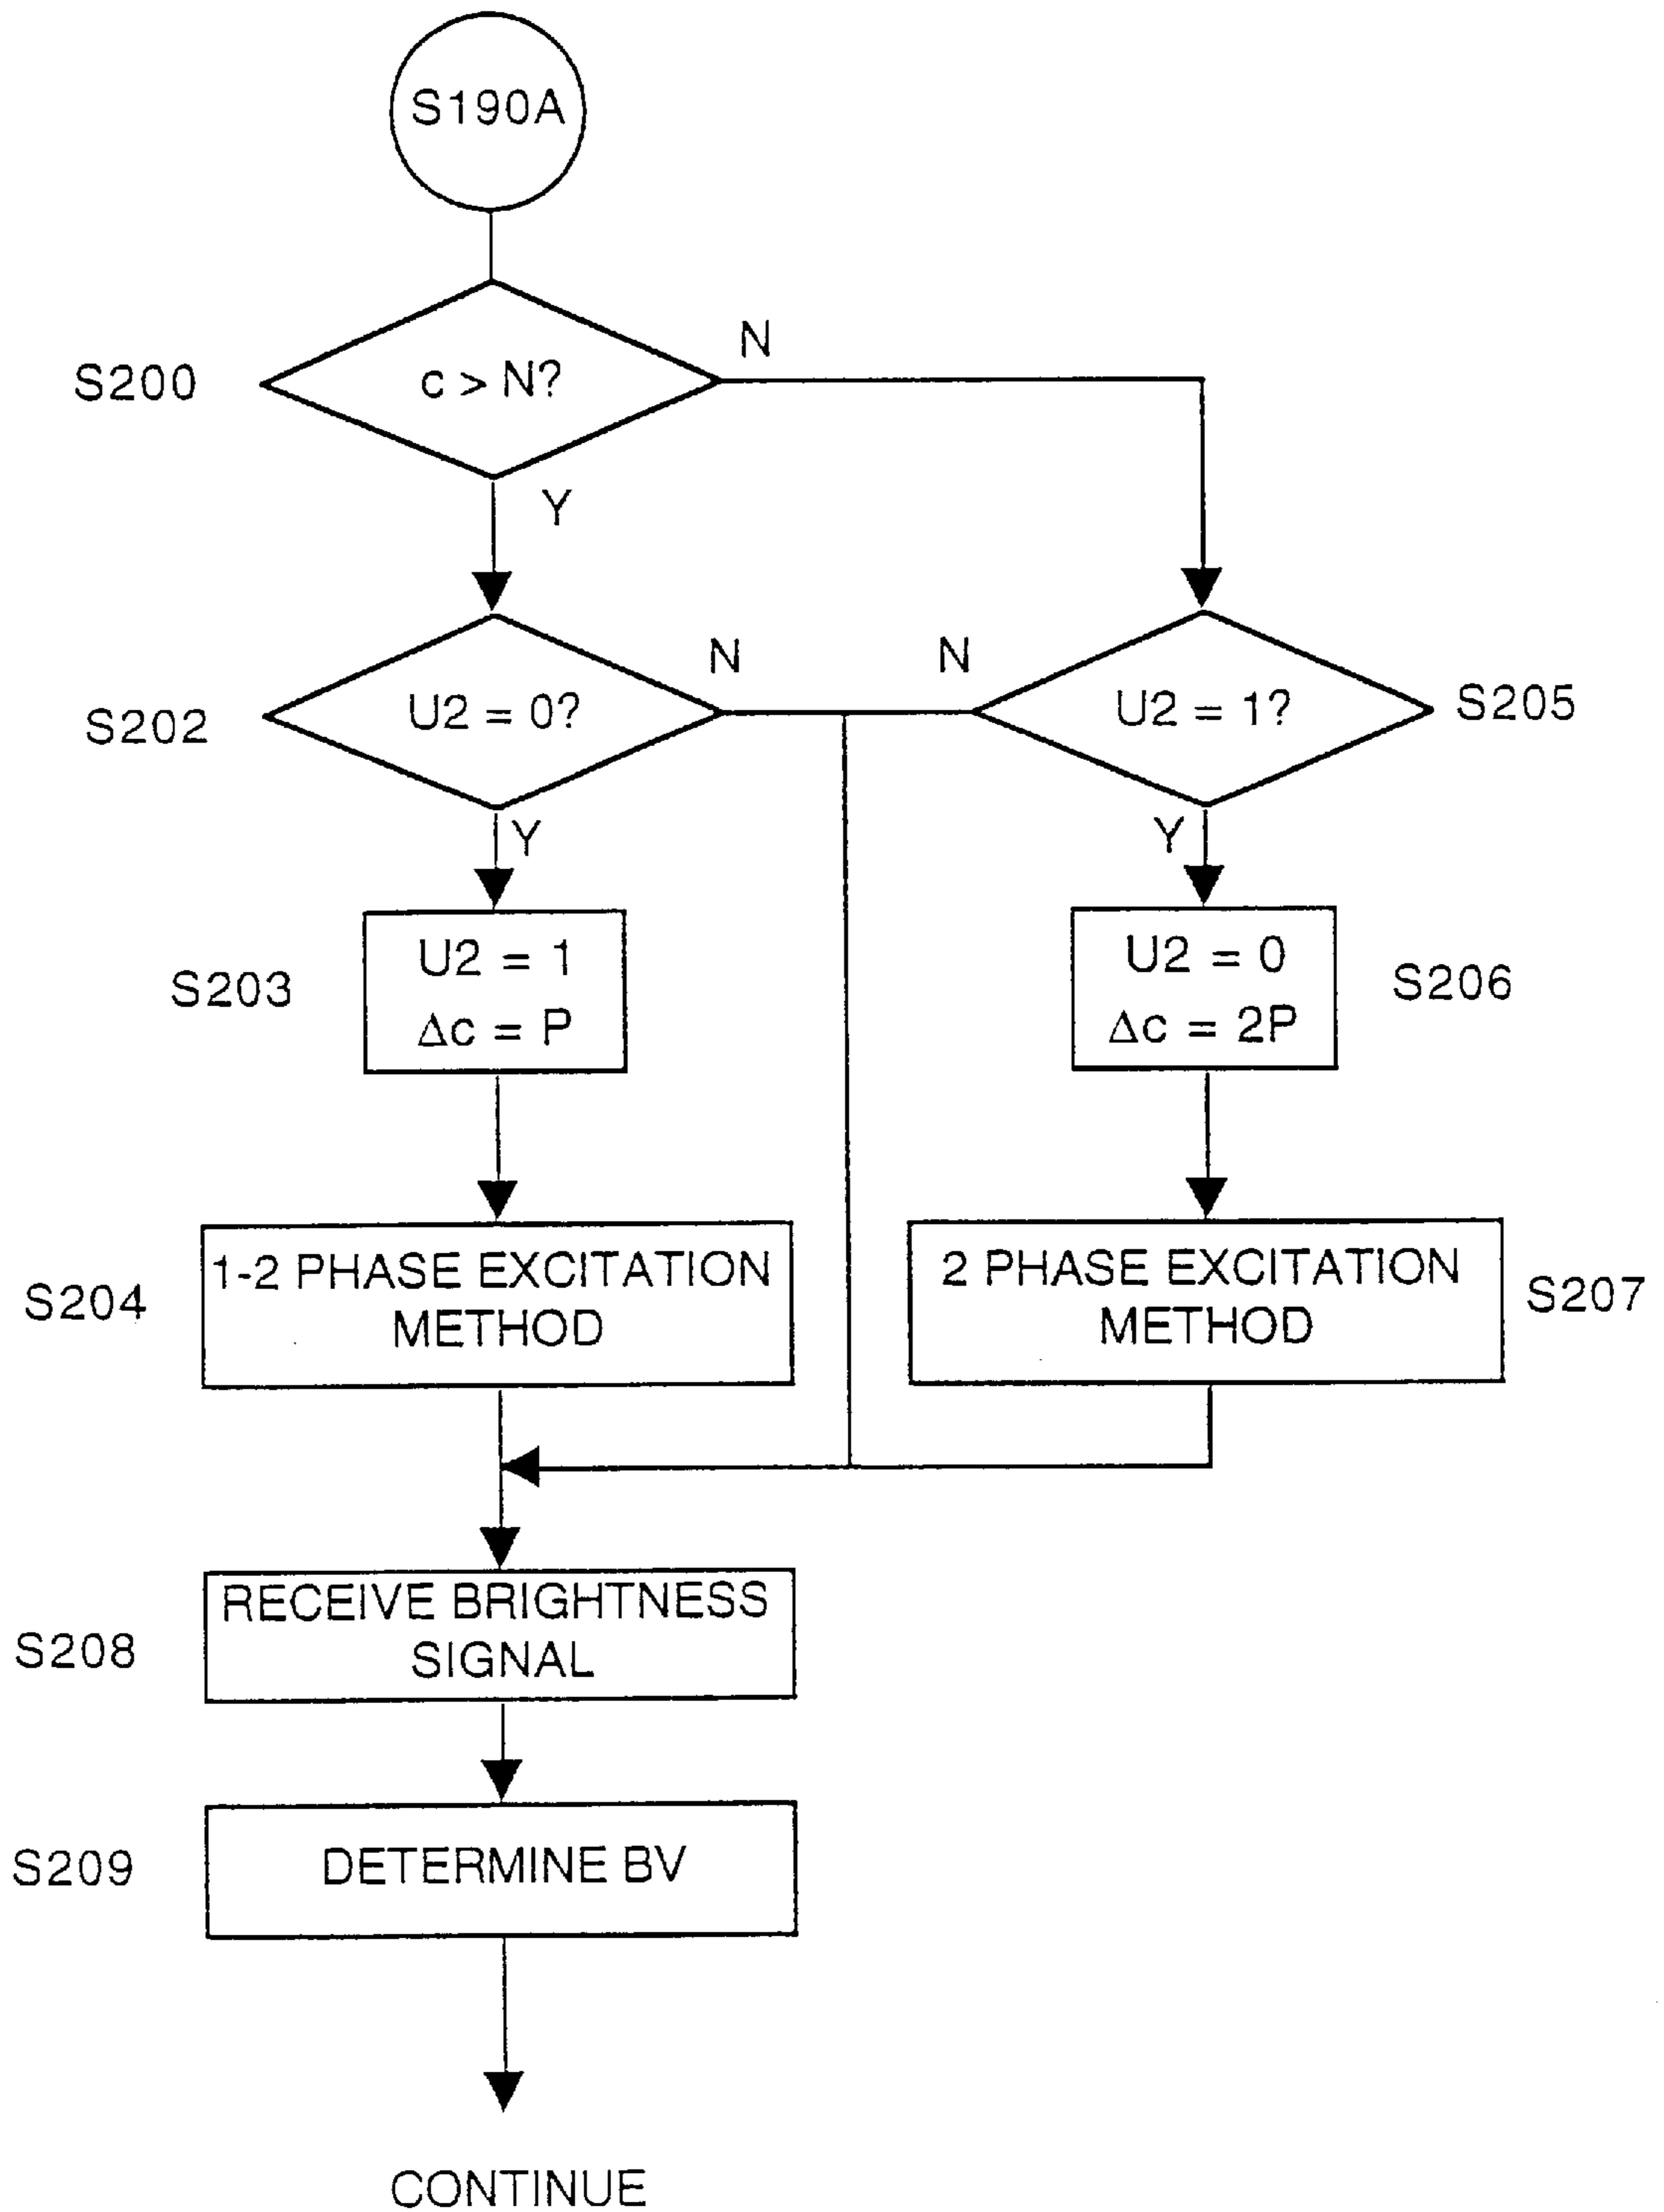 S190A
N
S200
c > N?
Y
N
N
S202
U2 = 0?
U2 = 1?
S205
Y
Y
U2 = 1
U2 = 0
S203
S206
Δc = P
Δc = 2P
1-2 PHASE EXCITATION
2 PHASE EXCITATION
S204
S207
METHOD
METHOD
RECEIVE BRIGHTNESS
S208
SIGNAL
S209
DETERMINE BV
CONTINUE